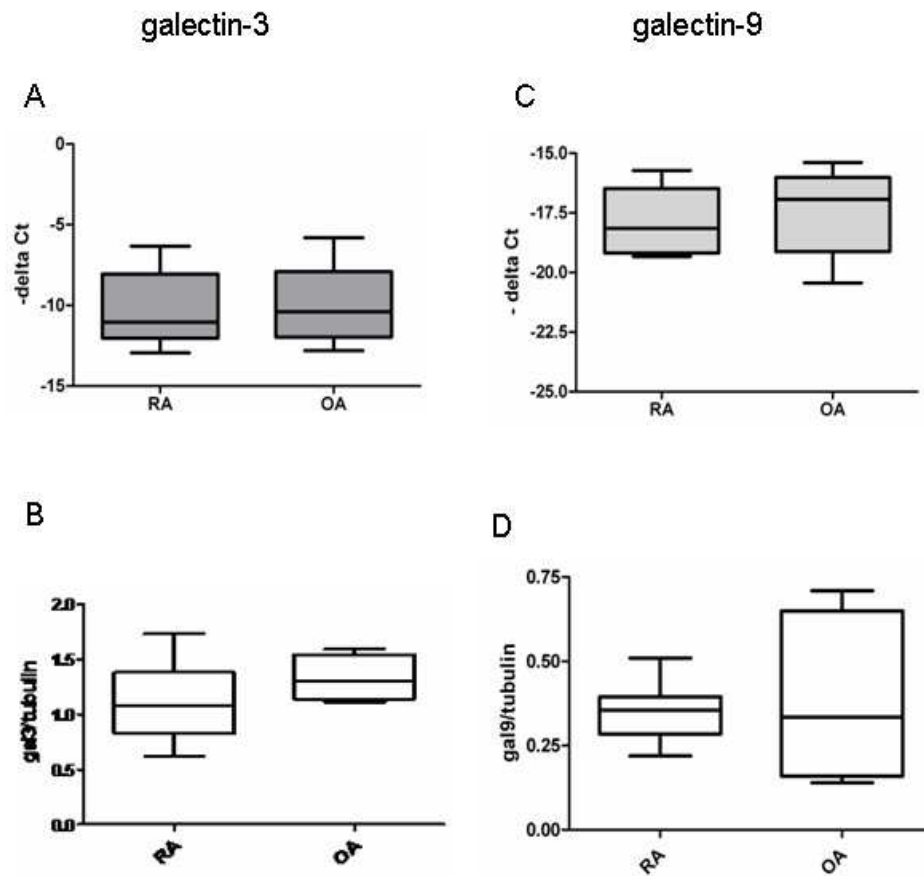 galectin-3
galectin-9
A
0
-5
-10
-15
-delta Ct
RA
OA
C
-15.0
-17.5
-20.0
-22.5
-25.0
- delta Ct
RA
OA
B
2.0
1.5
1.0
0.5
0.0
gal3/tubulin
RA
OA
D
0.75
0.50
0.25
0.00
gal9/tubulin
RA
OA